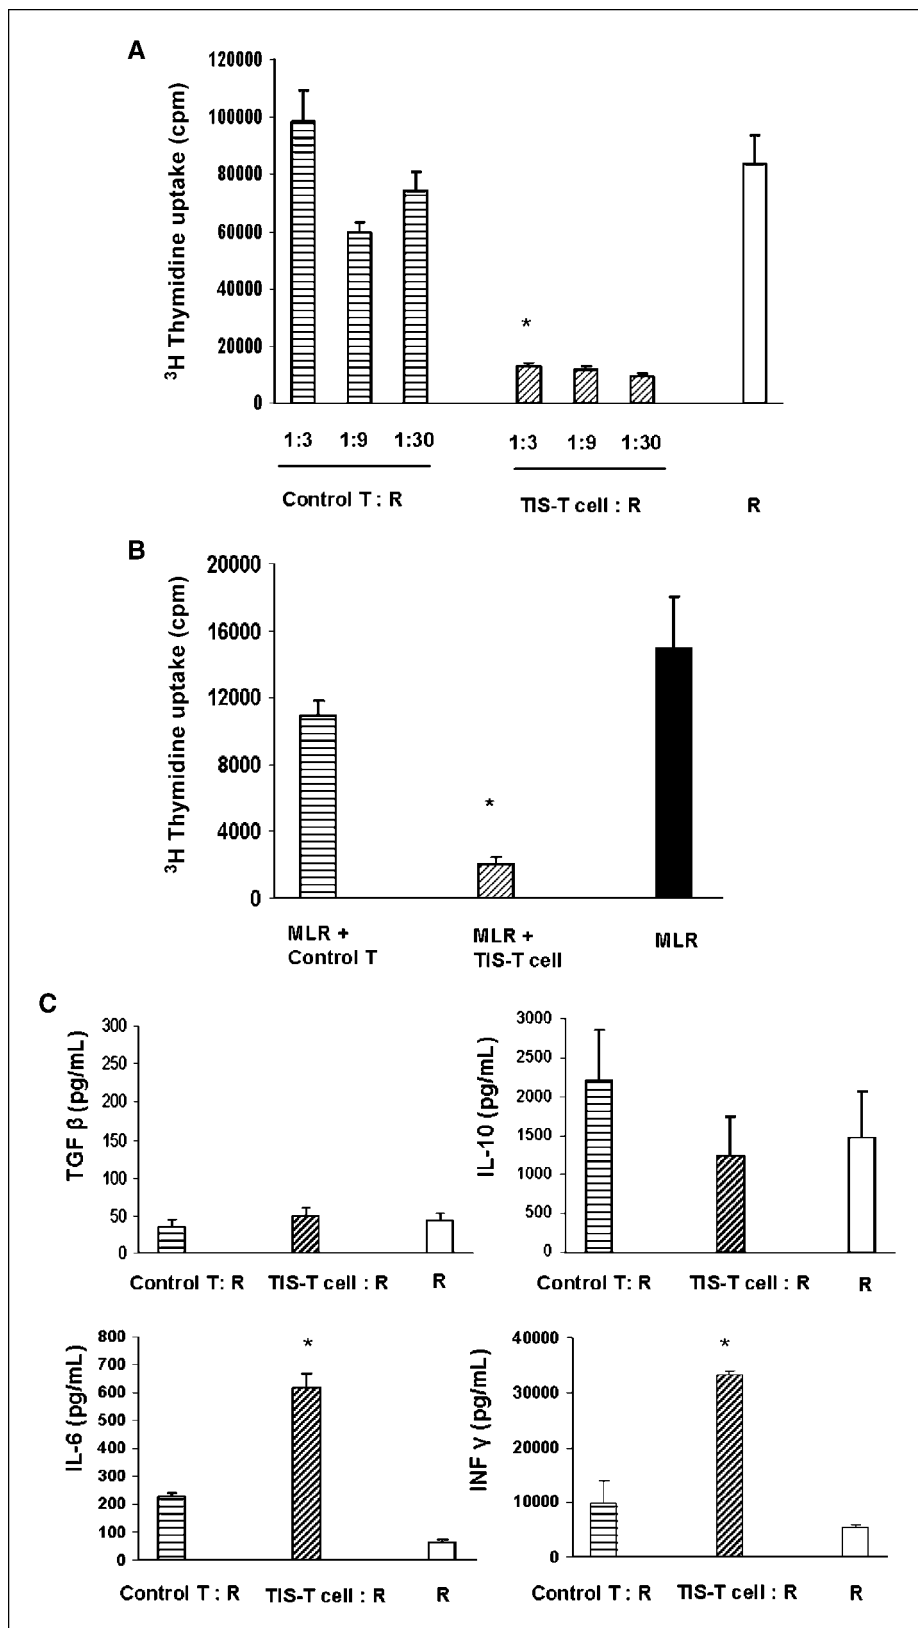 A
³H Thymidine uptake (cpm)
120000
100000
80000
60000
40000
20000
0
*
1:3 1:9 1:30 1:3 1:9 1:30
Control T : R TIS-T cell : R R
B
³H Thymidine uptake (cpm)
20000
16000
12000
8000
4000
0
*
MLR +
Control T
MLR +
TIS-T cell
MLR
C
TGF β (pg/mL)
300
250
200
150
100
50
0
Control T: R TIS-T cell : R R
IL-10 (pg/mL)
3000
2500
2000
1500
1000
500
0
Control T: R TIS-T cell : R R
IL-6 (pg/mL)
800
700
600
500
400
300
200
100
0
*
Control T : R TIS-T cell : R R
INF γ (pg/mL)
40000
30000
20000
10000
0
*
Control T : R TIS-T cell : R R